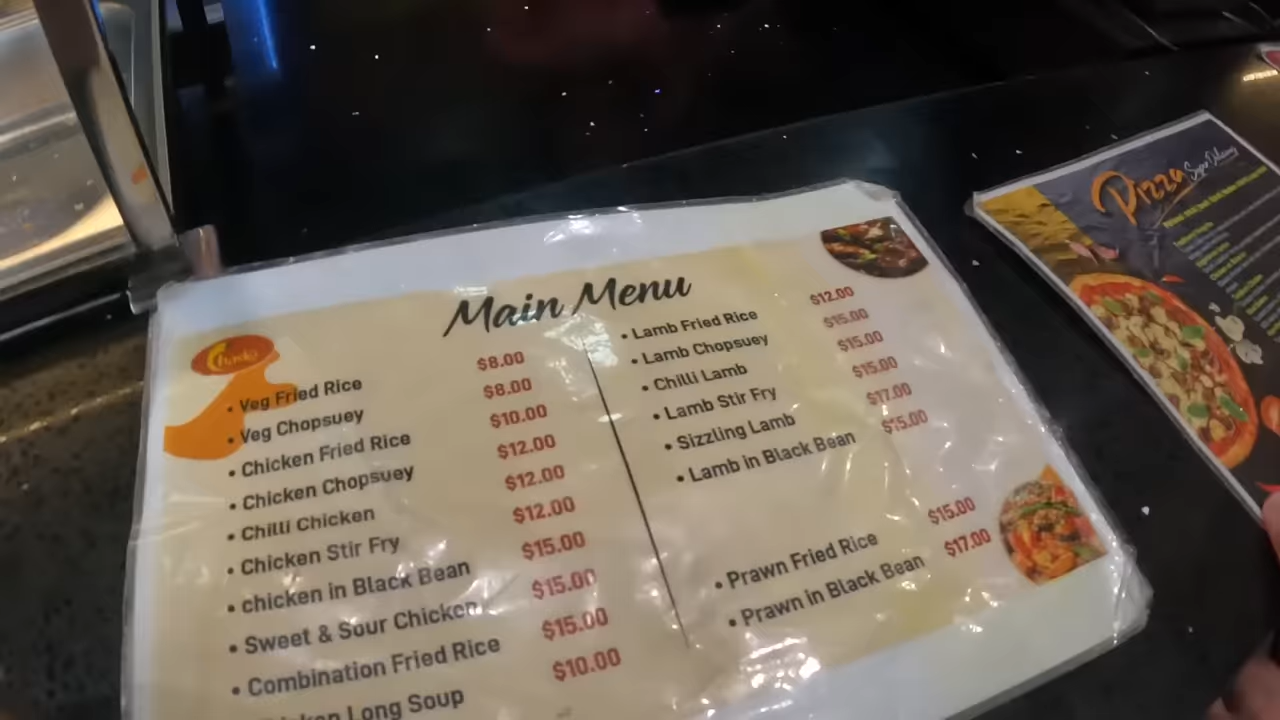 Main Menu
• Veg Fried Rice $8.00
• Veg Chopsuey $8.00
• Chicken Fried Rice $10.00
• Chicken Chopsuey $12.00
• Chilli Chicken $12.00
• Chicken Stir Fry $12.00
• chicken in Black Bean $15.00
• Sweet & Sour Chicken $15.00
• Combination Fried Rice $15.00
Long Soup $10.00
• Lamb Fried Rice $12.00
• Lamb Chopsuey $15.00
• Chilli Lamb $15.00
• Lamb Stir Fry $15.00
• Sizzling Lamb $17.00
• Lamb in Black Bean $15.00
• Prawn Fried Rice $15.00
• Prawn in Black Bean $17.00
Pizza